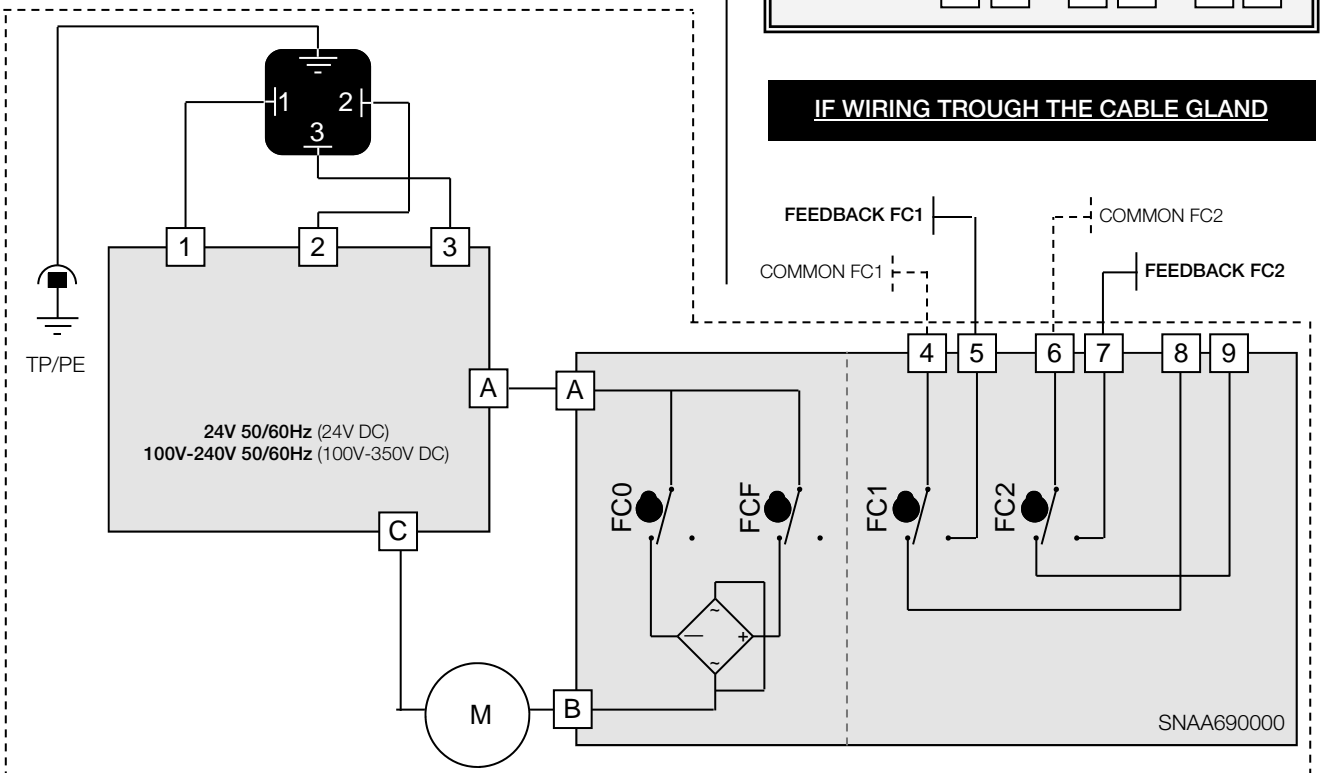 IF WIRING TROUGH THE CABLE GLAND
1 2
3
FEEDBACK FC1
COMMON FC2
COMMON FC1
FEEDBACK FC2
1 2 3
TP/PE
4 5 6 7 8 9
A A
24V 50/60Hz (24V DC)
100V-240V 50/60Hz (100V-350V DC)
FC0 FCF FC1 FC2
C
~
— +
~
M B
SNAA690000